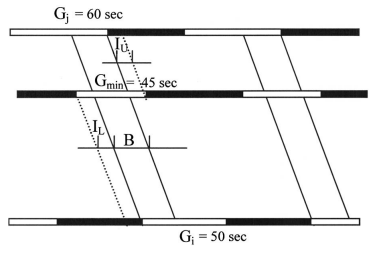 Gj = 60 sec
IU
Gmin= 45 sec
IL
B
Gi = 50 sec